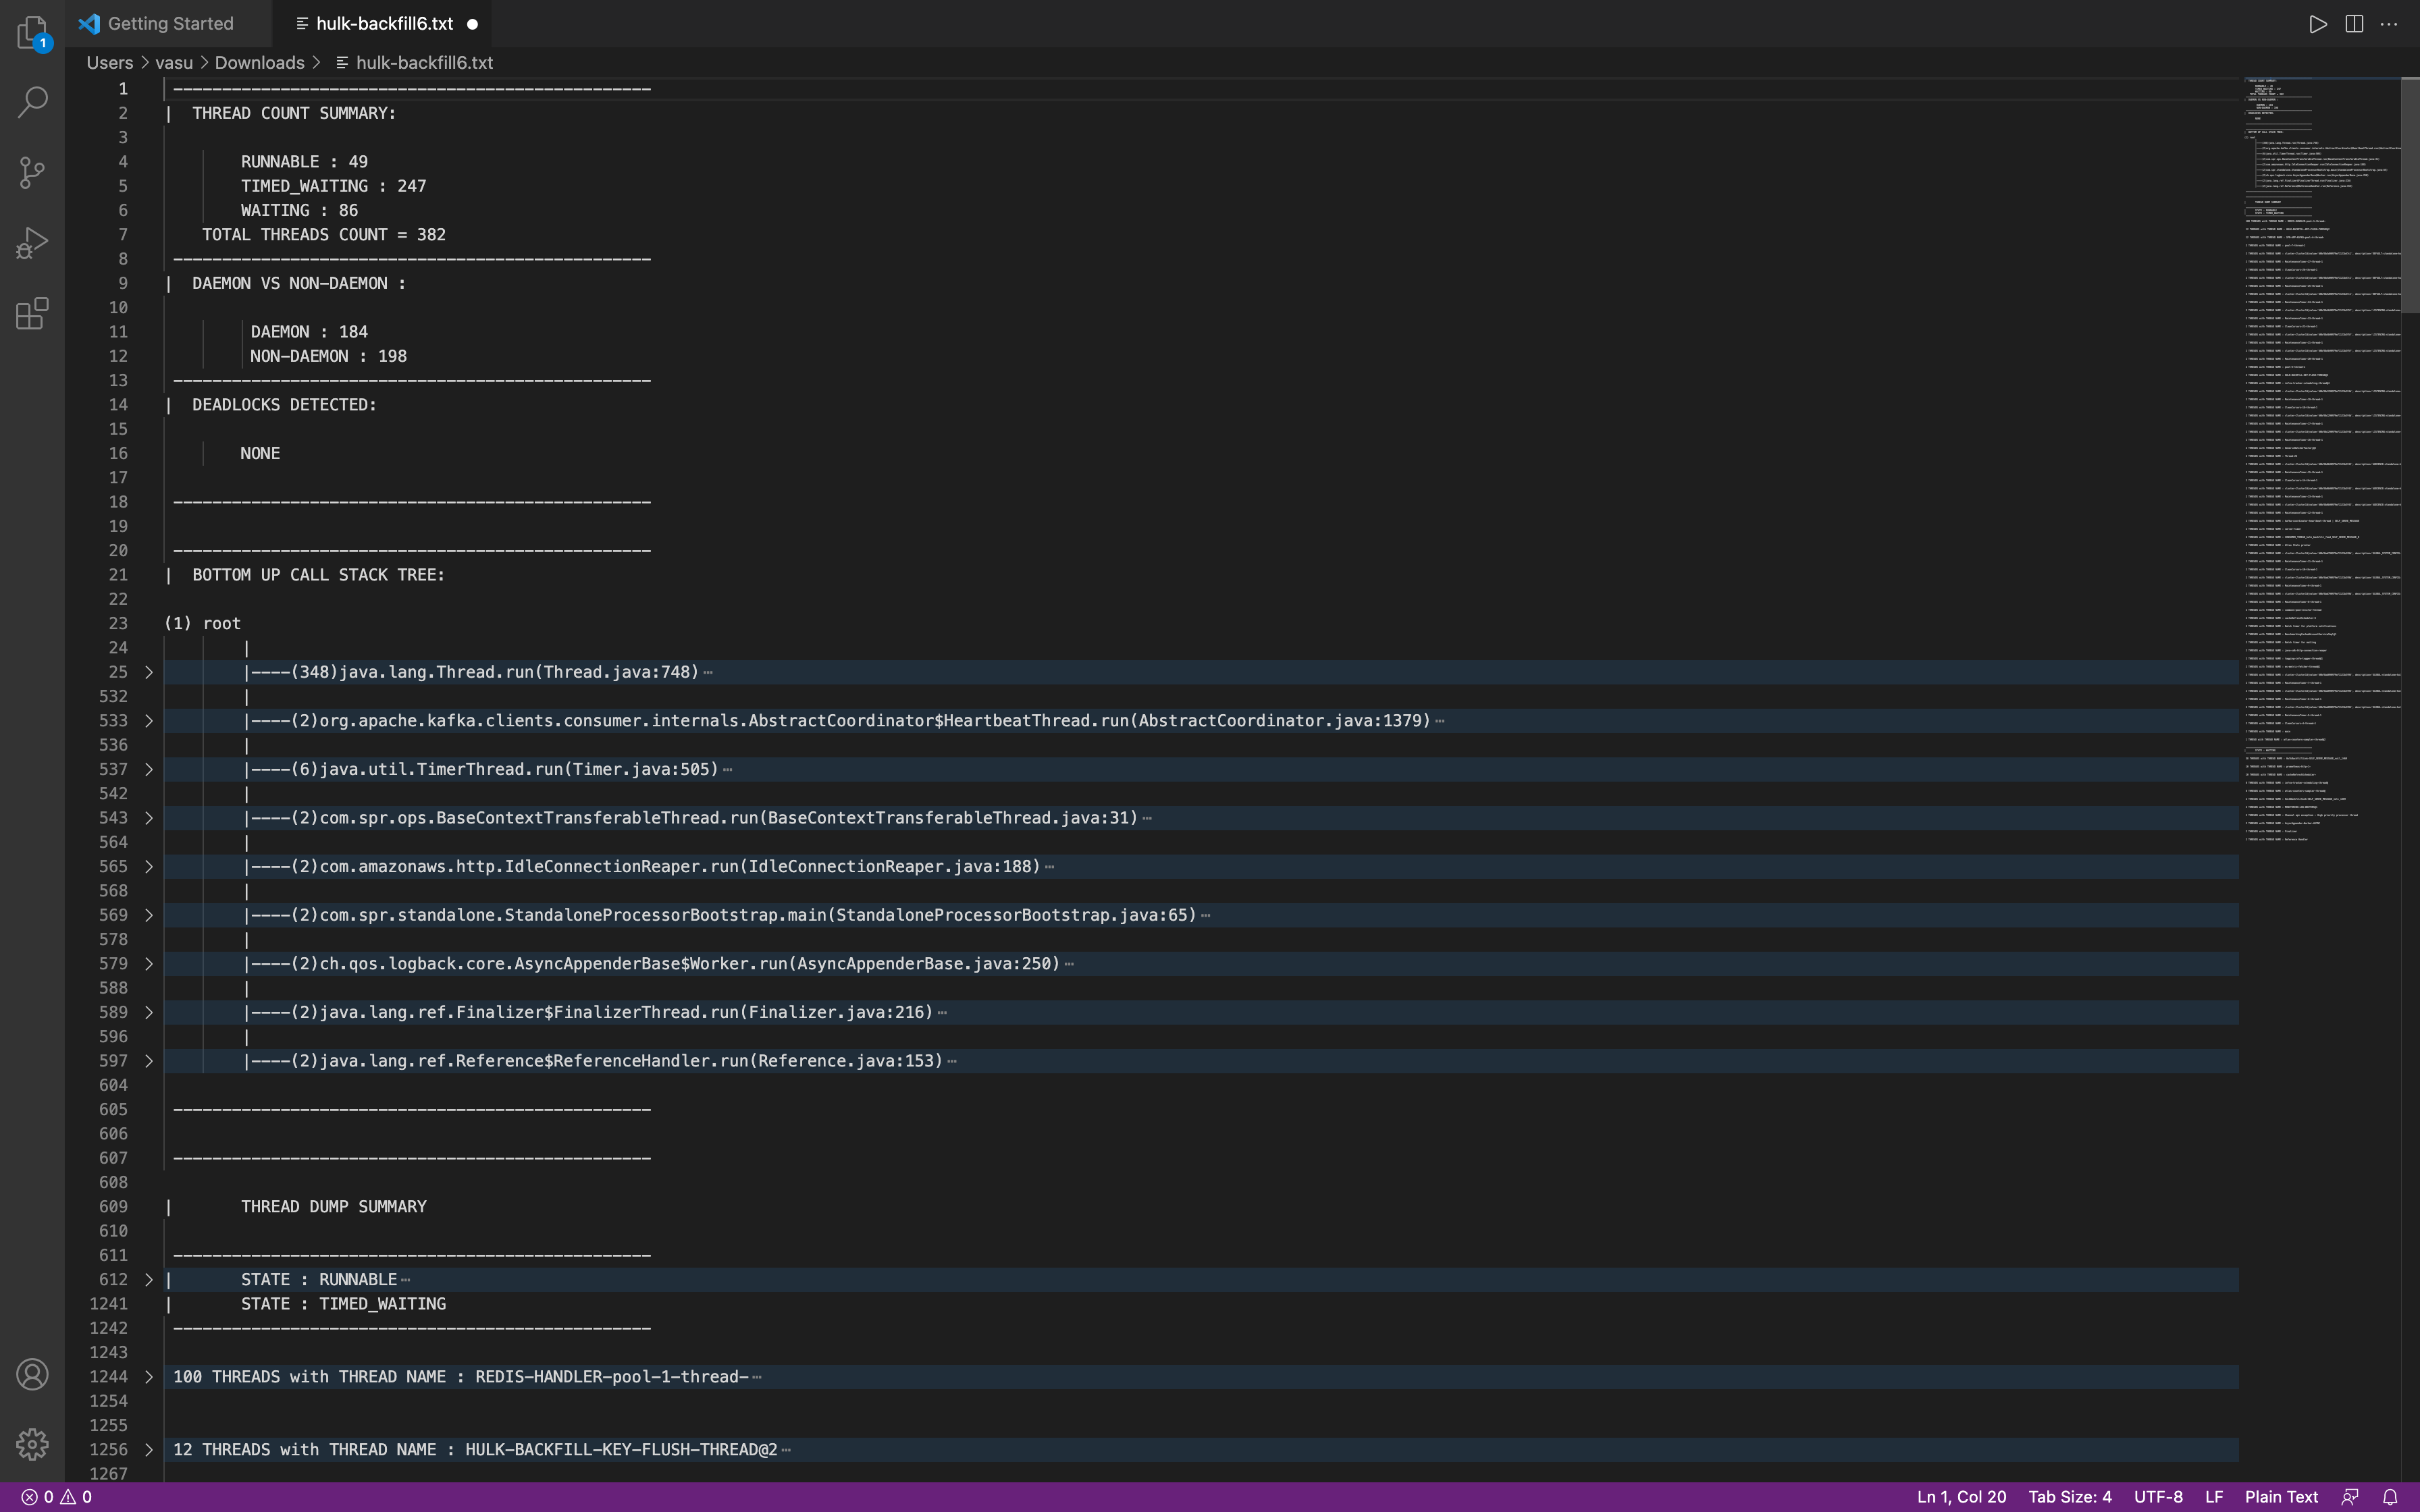 Getting Started
hulk-backfill6.txt
Users > vasu > Downloads > hulk-backfill6.txt
1 -------------------------------------------------
2 | THREAD COUNT SUMMARY:
3
4 RUNNABLE : 49
5 TIMED_WAITING : 247
6 WAITING : 86
7 TOTAL THREADS COUNT = 382
8 -------------------------------------------------
9 | DAEMON VS NON-DAEMON :
10
11 DAEMON : 184
12 NON-DAEMON : 198
13 -------------------------------------------------
14 | DEADLOCKS DETECTED:
15
16 NONE
17
18 -------------------------------------------------
19
20 -------------------------------------------------
21 | BOTTOM UP CALL STACK TREE:
22
23 (1) root
24 |
25 > |----(348)java.lang.Thread.run(Thread.java:748)…
532 |
533 > |----(2)org.apache.kafka.clients.consumer.internals.AbstractCoordinator$HeartbeatThread.run(AbstractCoordinator.java:1379)…
536 |
537 > |----(6)java.util.TimerThread.run(Timer.java:505)…
542 |
543 > |----(2)com.spr.ops.BaseContextTransferableThread.run(BaseContextTransferableThread.java:31)…
564 |
565 > |----(2)com.amazonaws.http.IdleConnectionReaper.run(IdleConnectionReaper.java:188)…
568 |
569 > |----(2)com.spr.standalone.StandaloneProcessorBootstrap.main(StandaloneProcessorBootstrap.java:65)…
578 |
579 > |----(2)ch.qos.logback.core.AsyncAppenderBase$Worker.run(AsyncAppenderBase.java:250)…
588 |
589 > |----(2)java.lang.ref.Finalizer$FinalizerThread.run(Finalizer.java:216)…
596 |
597 > |----(2)java.lang.ref.Reference$ReferenceHandler.run(Reference.java:153)…
604
605 -------------------------------------------------
606
607 -------------------------------------------------
608
609 | THREAD DUMP SUMMARY
610
611 -------------------------------------------------
612 > | STATE : RUNNABLE…
1241 | STATE : TIMED_WAITING
1242 -------------------------------------------------
1243
1244 > 100 THREADS with THREAD NAME : REDIS-HANDLER-pool-1-thread-…
1254
1255
1256 > 12 THREADS with THREAD NAME : HULK-BACKFILL-KEY-FLUSH-THREAD@2…
1267
1
0 0
Ln 1, Col 20 Tab Size: 4 UTF-8 LF Plain Text